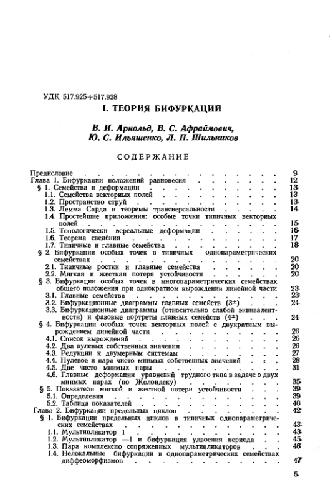 УДК 517.925+517.928
I. ТЕОРИЯ БИФУРКАЦИЙ
В. И. Арнольд, В. С. Афраймович,
Ю. С. Ильяшенко, Л. П. Шильников
СОДЕРЖАНИЕ
Предисловие 9
Глава 1. Бифуркации положений равновесия 12
§ 1. Семейства и деформации 13
1.1. Семейства векторных полей 13
1.2. Пространство струй 13
1.3. Лемма Сарда и теоремы трансверсальности 14
1.4. Простейшие приложения: особые точки типичных векторных
полей 15
1.5. Топологически версальные деформации 16
1.6. Теорема сведения 17
1.7. Типичные и главные семейства 18
§ 2. Бифуркации особых точек в типичных однопараметрических
семействах 20
2.1. Типичные ростки и главные семейства 20
2.2. Мягкая и жесткая потеря устойчивости 20
§ 3. Бифуркации особых точек в многопараметрических семействах
общего положения при однократном вырождении линейной части 23
3.1. Главные семейства 23
3.2. Бифуркационные диаграммы главных семейств (3±) 23
3.3. Бифуркационные диаграммы (относительно слабой эквивалент-
ности) и фазовые портреты главных семейств (4±) 24
§ 4. Бифуркации особых точек векторных полей с двукратным вы-
рождением линейной части 26
4.1. Список вырождений 26
4.2. Два нулевых собственных значения 26
4.3. Редукции к двумерным системам 27
4.4. Нулевое и пара чисто мнимых собственных значений 28
4.5. Две чисто мнимых пары 31
4.6. Главные деформации уравнений трудного типа в задаче о двух
мнимых парах (по Жолондеку) 35
§ 5. Показатели мягкой и жесткой потери устойчивости 39
5.1. Определения 39
5.2. Таблица показателей 40
Глава 2. Бифуркации предельных циклов 42
§ 1. Бифуркации предельных циклов в типичных однопараметриче-
ских семействах 43
1.1. Мультипликатор 1 43
1.2. Мультипликатор —1 и бифуркация удвоения периода 45
1.3. Пара комплексно сопряженных мультипликаторов 46
1.4. Нелокальные бифуркации в однопараметрических семействах
диффеоморфизмов 47
5